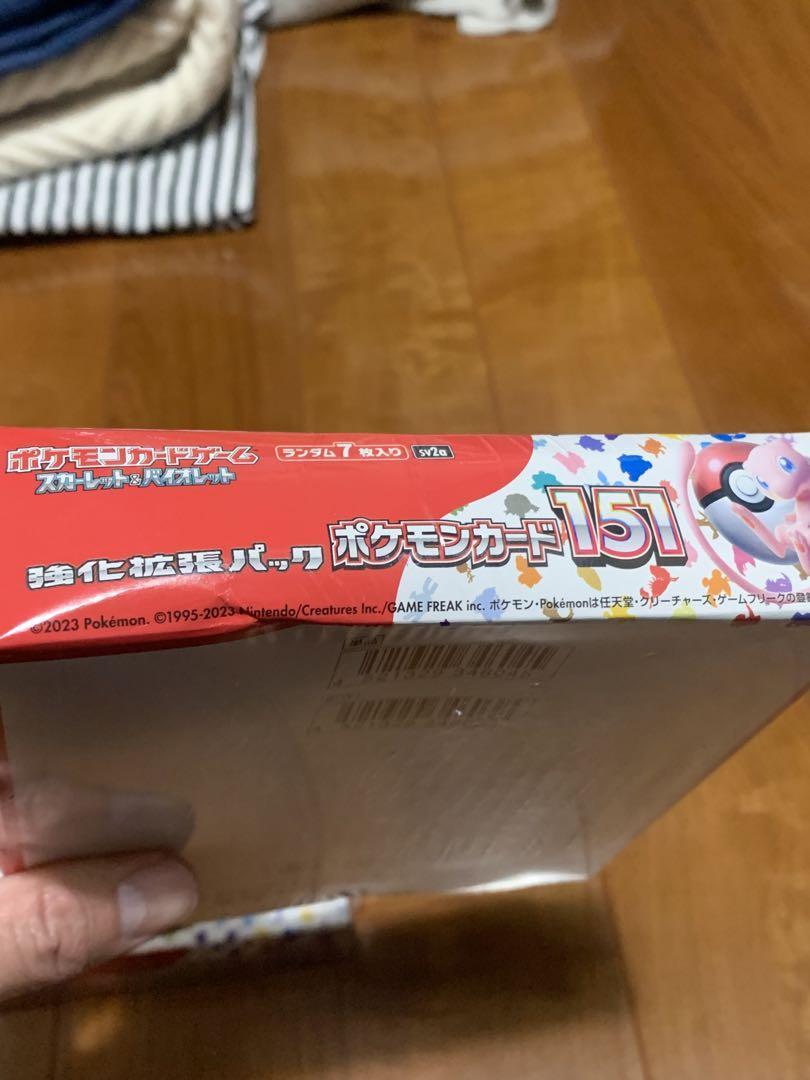 ポケモンカードゲーム
スカーレット&バイオレット
ランダム7枚入り
sv2a
強化拡張パック
ポケモンカード151
©2023 Pokémon. ©1995-2023 Nintendo/Creatures Inc./GAME FREAK inc. ポケモン・Pokémonは任天堂・クリーチャーズ・ゲームフリークの登